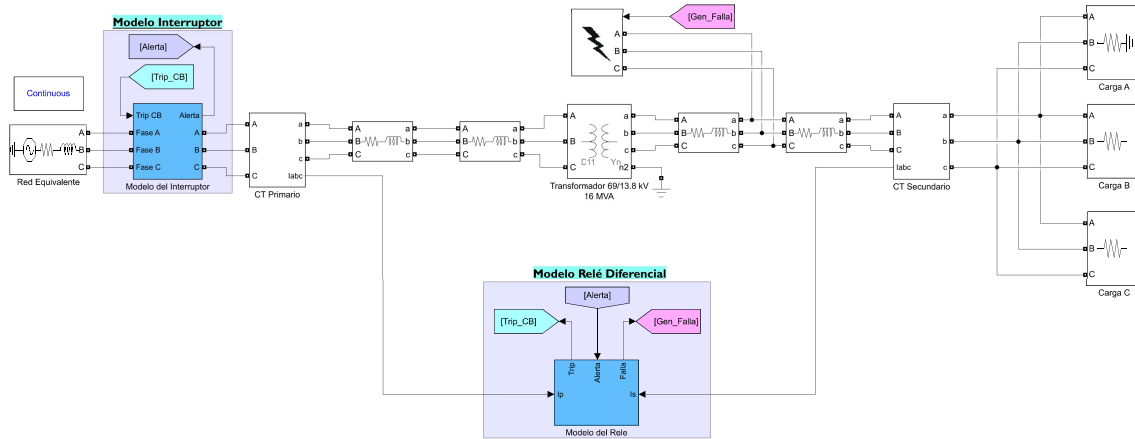 Modelo Interruptor
[Alerta]
[Trip_CB]
Continuous
Trip CB
Alerta
Fase A
A
Fase B
B
Fase C
C
Modelo del Interruptor
A
B
C
Red Equivalente
A
a
B
b
c
C
Iabc
CT Primario
A
a
B
b
C
c
A
a
B
b
C
c
A
a
B
b
c
C
n2
D11
Yn
Transformador 69/13.8 kV
16 MVA
[Gen_Falla]
A
B
C
A
a
B
b
C
c
A
a
B
b
C
c
A
a
B
b
C
c
Iabc
CT Secundario
A
B
C
Carga A
A
B
C
Carga B
A
B
C
Carga C
Modelo Relé Diferencial
[Alerta]
[Trip_CB]
[Gen_Falla]
Trip
Alerta
Falla
Ip
Is
Modelo del Rele